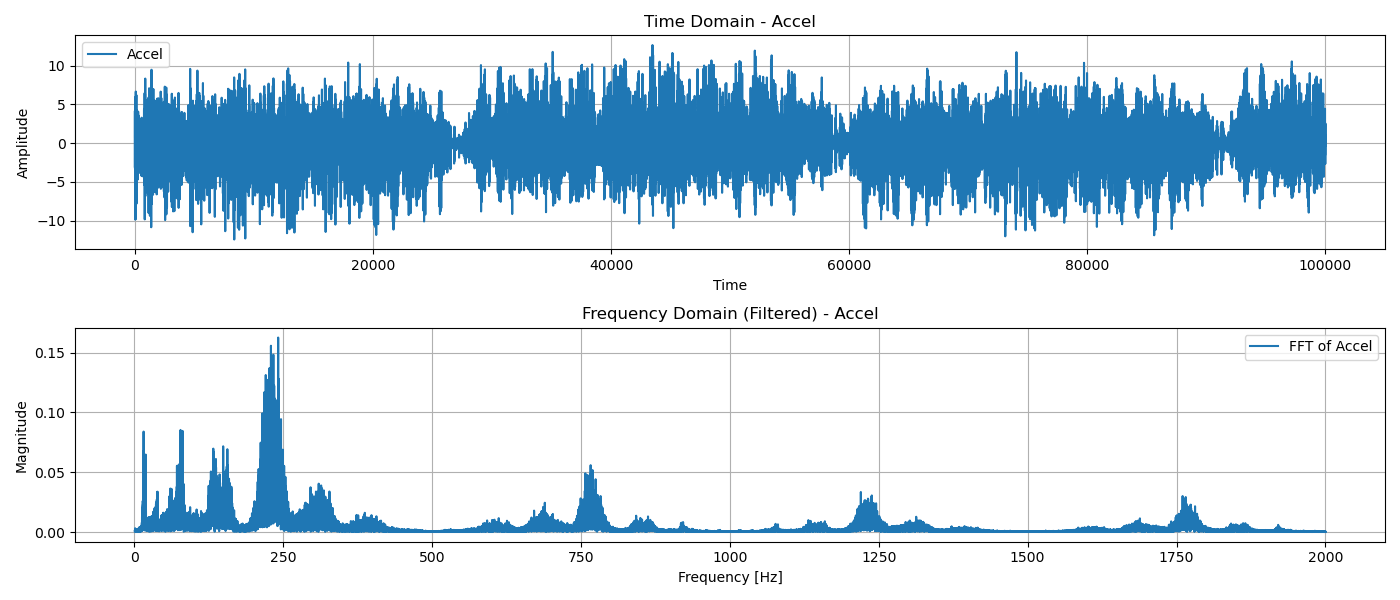 Time Domain - Accel
Accel
Amplitude
10
5
0
−5
−10
0 20000 40000 60000 80000 100000
Time
Frequency Domain (Filtered) - Accel
FFT of Accel
Magnitude
0.15
0.10
0.05
0.00
0 250 500 750 1000 1250 1500 1750 2000
Frequency [Hz]